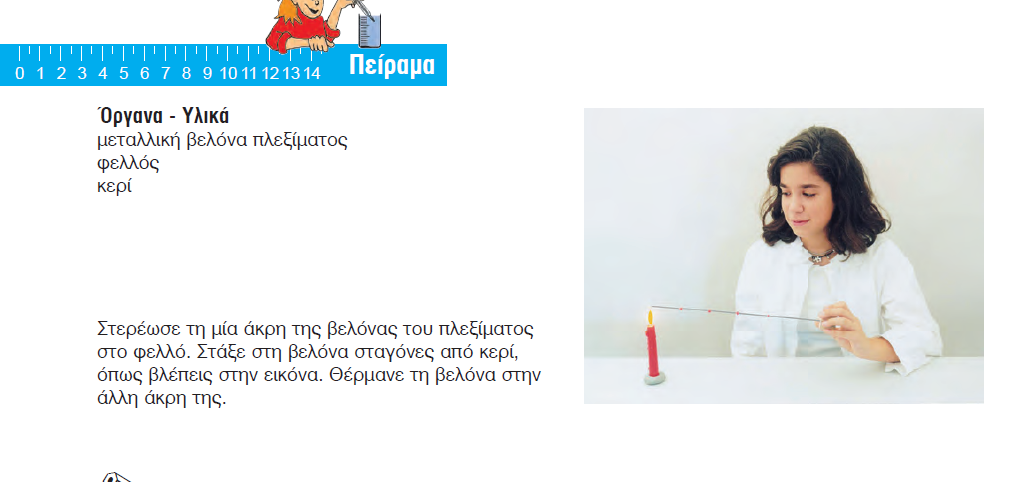 0 1 2 3 4 5 6 7 8 9 10 11 12 13 14
Πείραμα
Όργανα - Υλικά
μεταλλική βελόνα πλεξίματος
φελλός
κερί
Στερέωσε τη μία άκρη της βελόνας του πλεξίματος
στο φελλό. Στάξε στη βελόνα σταγόνες από κερί,
όπως βλέπεις στην εικόνα. Θέρμανε τη βελόνα στην
άλλη άκρη της.